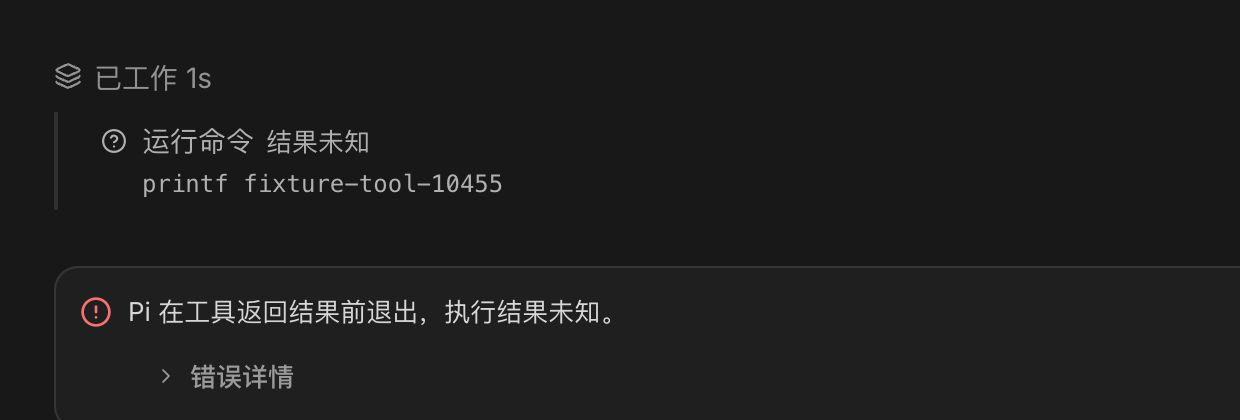 已工作 1s
运行命令 结果未知
printf fixture-tool-10455
Pi 在工具返回结果前退出，执行结果未知。
错误详情